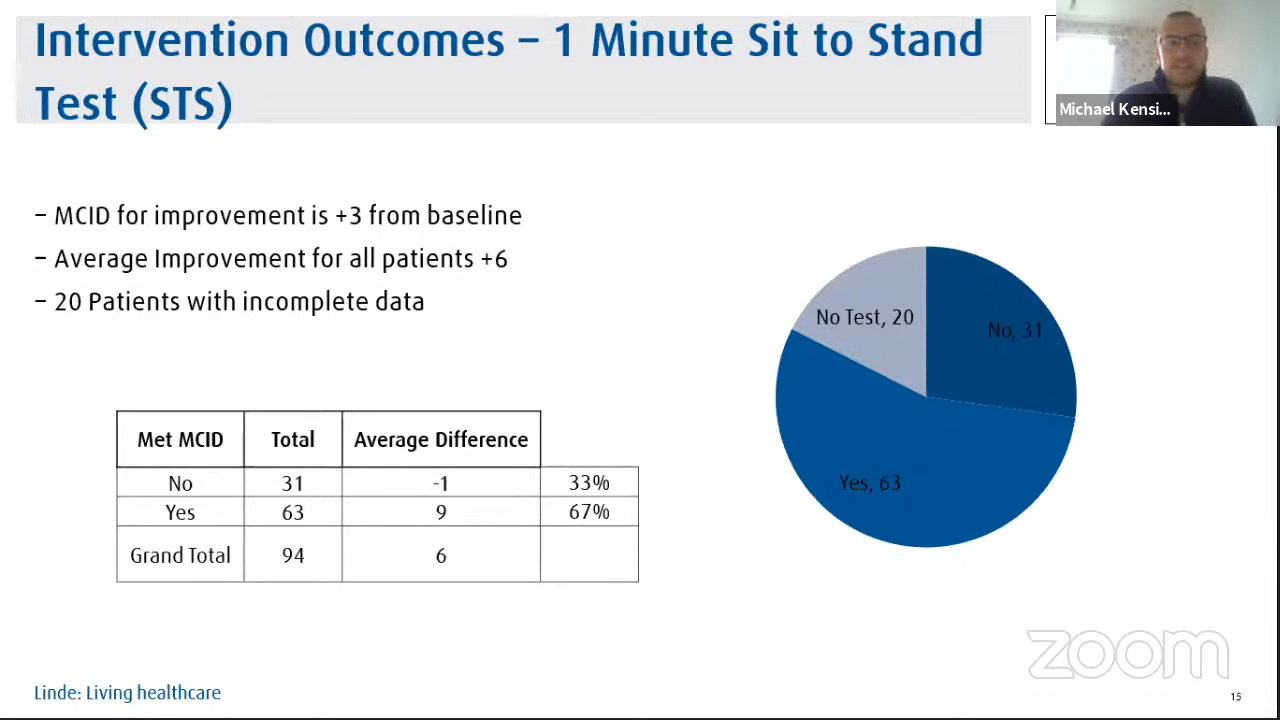 Intervention Outcomes – 1 Minute Sit to Stand
Test (STS)
Michael Kensi...
– MCID for improvement is +3 from baseline
– Average Improvement for all patients +6
– 20 Patients with incomplete data
No Test, 20
No, 31
Yes, 63
Met MCID Total Average Difference
No 31 -1 33%
Yes 63 9 67%
Grand Total 94 6
zoom
Linde: Living healthcare
15